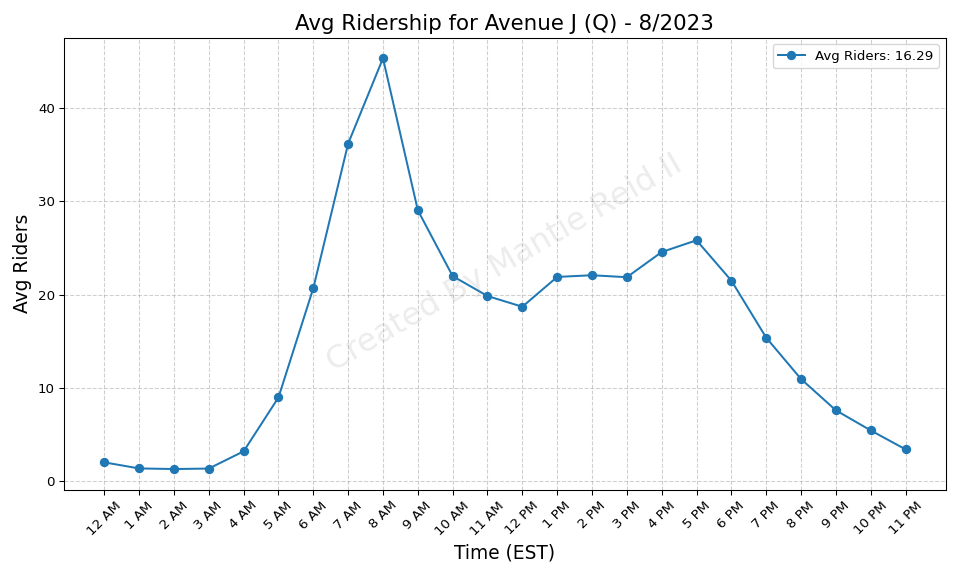 Avg Ridership for Avenue J (Q) - 8/2023
Avg Riders: 16.29
Avg Riders
40
30
20
10
0
Created By Mantie Reid II
12 AM
1 AM
2 AM
3 AM
4 AM
5 AM
6 AM
7 AM
8 AM
9 AM
10 AM
11 AM
12 PM
1 PM
2 PM
3 PM
4 PM
5 PM
6 PM
7 PM
8 PM
9 PM
10 PM
11 PM
Time (EST)